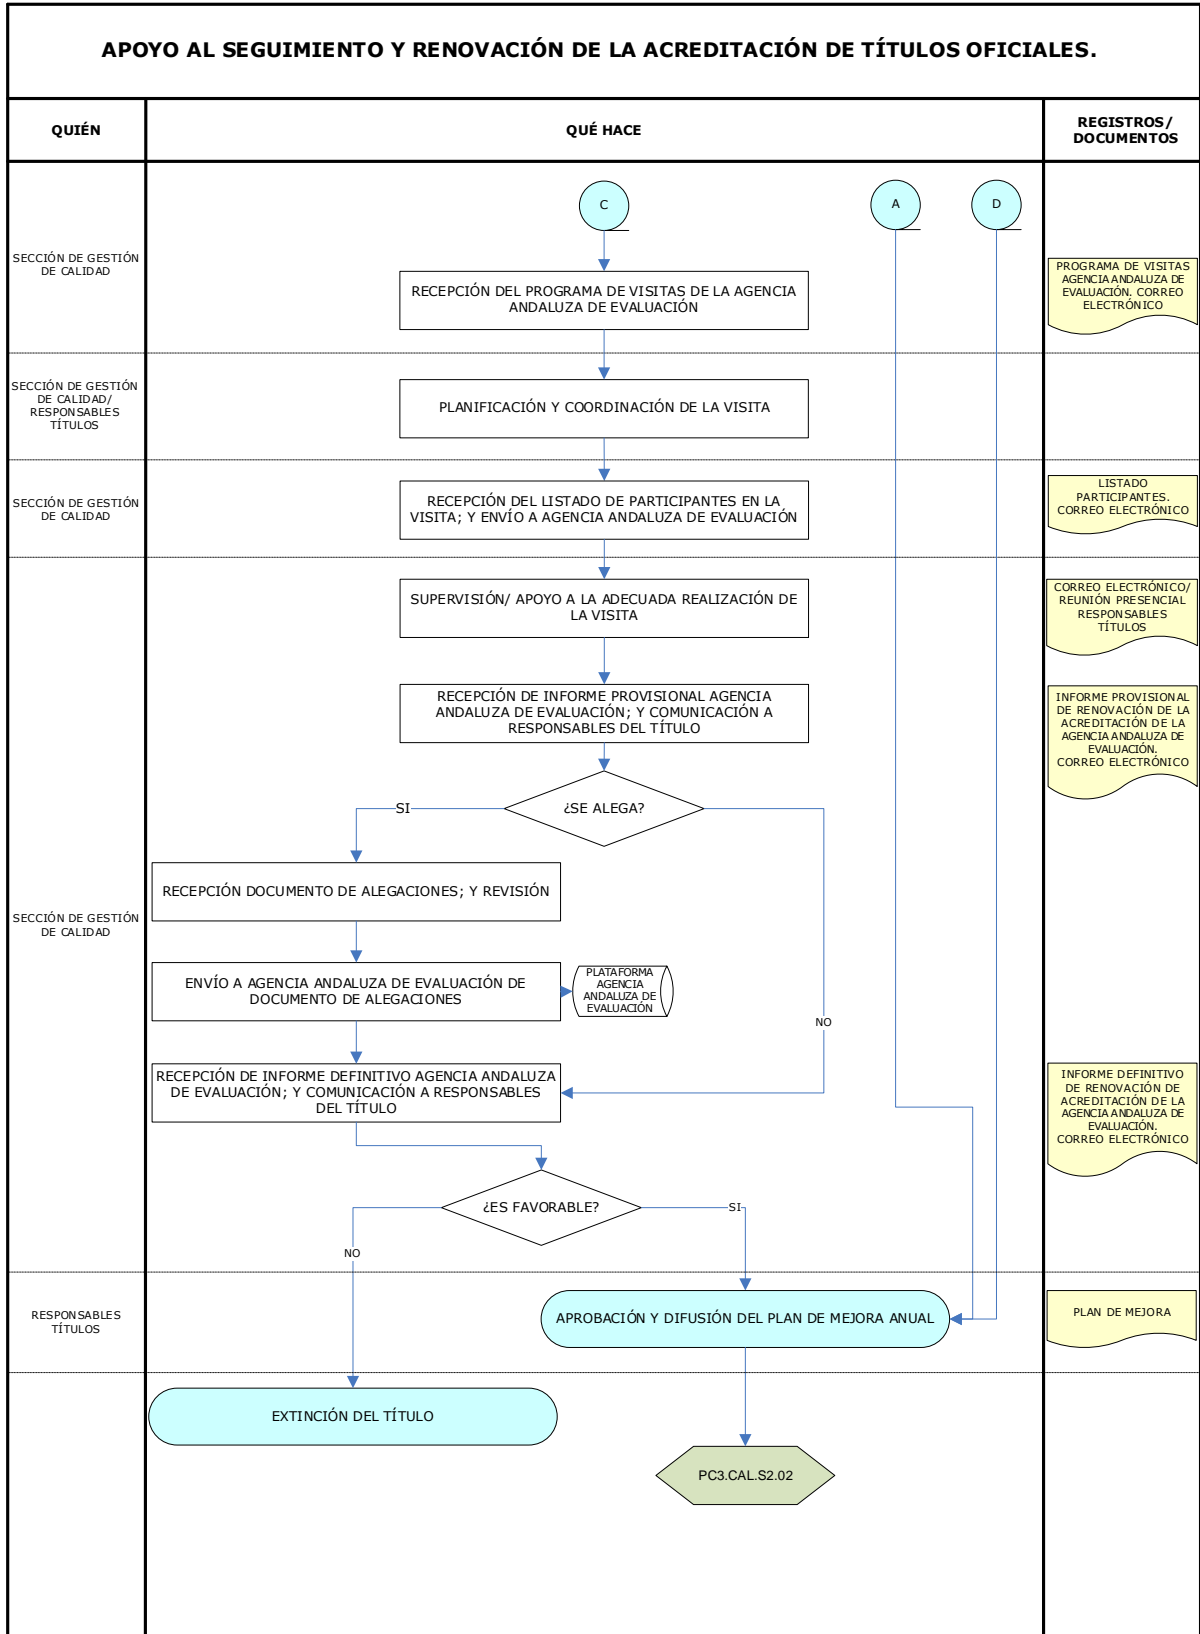 APOYO AL SEGUIMIENTO Y RENOVACIÓN DE LA ACREDITACIÓN DE TÍTULOS OFICIALES.
QUIÉN
QUÉ HACE
REGISTROS/
DOCUMENTOS
C
A
D
SECCIÓN DE GESTIÓN
DE CALIDAD
RECEPCIÓN DEL PROGRAMA DE VISITAS DE LA AGENCIA
ANDALUZA DE EVALUACIÓN
PROGRAMA DE VISITAS
AGENCIA ANDALUZA DE
EVALUACIÓN. CORREO
ELECTRÓNICO
SECCIÓN DE GESTIÓN
DE CALIDAD/
RESPONSABLES
TÍTULOS
PLANIFICACIÓN Y COORDINACIÓN DE LA VISITA
SECCIÓN DE GESTIÓN
DE CALIDAD
RECEPCIÓN DEL LISTADO DE PARTICIPANTES EN LA
VISITA; Y ENVÍO A AGENCIA ANDALUZA DE EVALUACIÓN
LISTADO
PARTICIPANTES.
CORREO ELECTRÓNICO
SUPERVISIÓN/ APOYO A LA ADECUADA REALIZACIÓN DE
LA VISITA
CORREO ELECTRÓNICO/
REUNIÓN PRESENCIAL
RESPONSABLES
TÍTULOS
RECEPCIÓN DE INFORME PROVISIONAL AGENCIA
ANDALUZA DE EVALUACIÓN; Y COMUNICACIÓN A
RESPONSABLES DEL TÍTULO
INFORME PROVISIONAL
DE RENOVACIÓN DE LA
ACREDITACIÓN DE LA
AGENCIA ANDALUZA DE
EVALUACIÓN.
CORREO ELECTRÓNICO
¿SE ALEGA?
SI
RECEPCIÓN DOCUMENTO DE ALEGACIONES; Y REVISIÓN
SECCIÓN DE GESTIÓN
DE CALIDAD
ENVÍO A AGENCIA ANDALUZA DE EVALUACIÓN DE
DOCUMENTO DE ALEGACIONES
PLATAFORMA
AGENCIA
ANDALUZA DE
EVALUACIÓN
NO
RECEPCIÓN DE INFORME DEFINITIVO AGENCIA ANDALUZA
DE EVALUACIÓN; Y COMUNICACIÓN A RESPONSABLES
DEL TÍTULO
INFORME DEFINITIVO
DE RENOVACIÓN DE
ACREDITACIÓN DE LA
AGENCIA ANDALUZA DE
EVALUACIÓN.
CORREO ELECTRÓNICO
¿ES FAVORABLE?
SI
NO
RESPONSABLES
TÍTULOS
APROBACIÓN Y DIFUSIÓN DEL PLAN DE MEJORA ANUAL
PLAN DE MEJORA
EXTINCIÓN DEL TÍTULO
PC3.CAL.S2.02